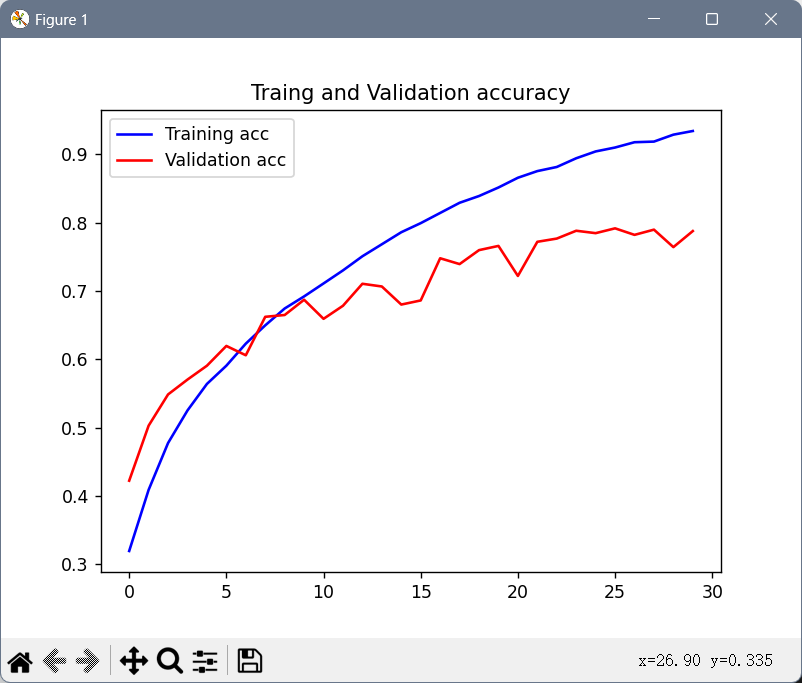 Figure 1
Traing and Validation accuracy
Training acc
Validation acc
0.9
0.8
0.7
0.6
0.5
0.4
0.3
0 5 10 15 20 25 30
x=26.90 y=0.335